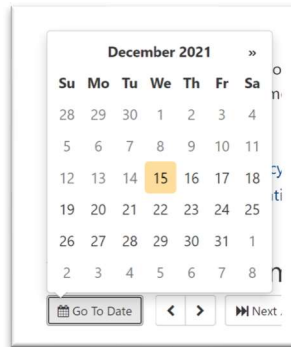 December 2021 »
Su Mo Tu We Th Fr Sa
28 29 30 1 2 3 4
5 6 7 8 9 10 11
12 13 14 15 16 17 18
19 20 21 22 23 24 25
26 27 28 29 30 31 1
2 3 4 5 6 7 8
Go To Date < > Next